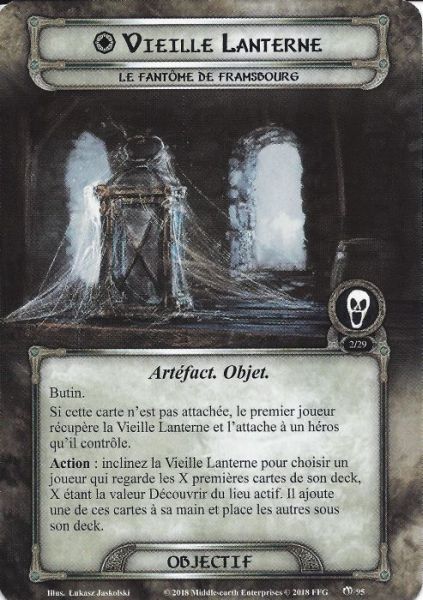 Vieille Lanterne
Le Fantôme de Framsbourg
2/29
Artéfact. Objet.
Butin.
Si cette carte n'est pas attachée, le premier joueur
récupère la Vieille Lanterne et l'attache à un héros
qu'il contrôle.
Action : inclinez la Vieille Lanterne pour choisir un
joueur qui regarde les X premières cartes de son deck,
X étant la valeur Découvrir du lieu actif. Il ajoute
une de ces cartes à sa main et place les autres sous
son deck.
Objectif
Illus. Łukasz Jaskolski © 2018 Middle-earth Enterprises © 2018 FFG 95